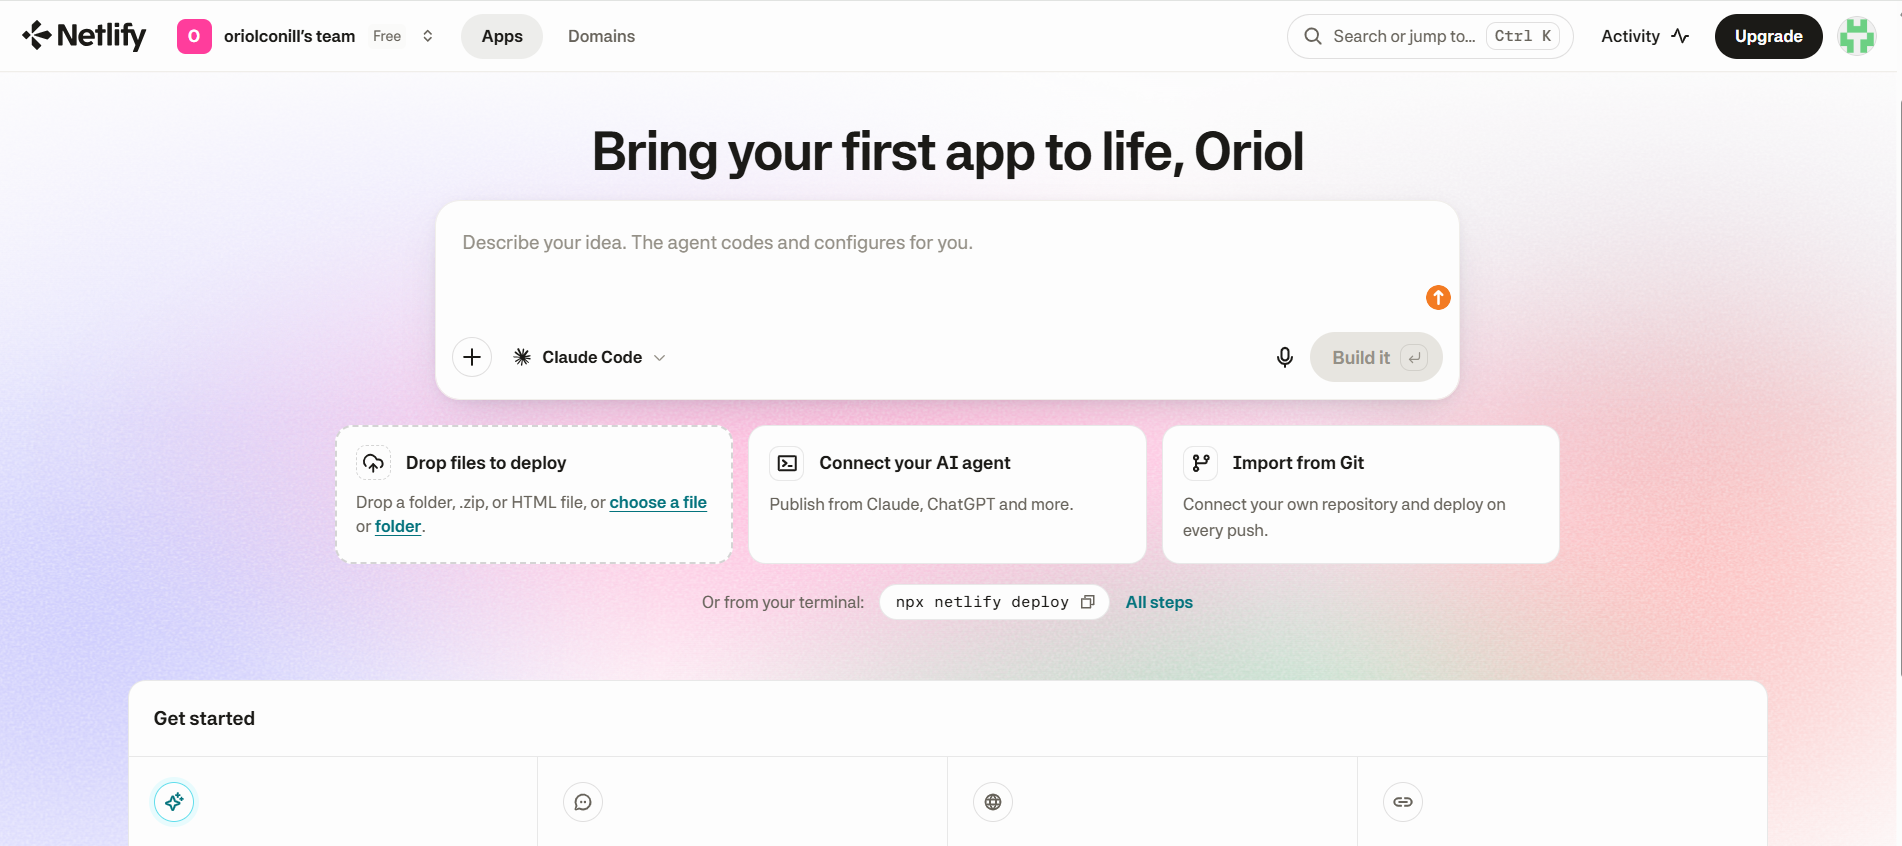 Netlify
O
oriolconill's team
Free
Apps
Domains
Search or jump to...
Ctrl K
Activity
Upgrade
Bring your first app to life, Oriol
Describe your idea. The agent codes and configures for you.
Claude Code
Build it
Drop files to deploy
Drop a folder, .zip, or HTML file, or choose a file
or folder.
Connect your AI agent
Publish from Claude, ChatGPT and more.
Import from Git
Connect your own repository and deploy on
every push.
Or from your terminal:
npx netlify deploy
All steps
Get started